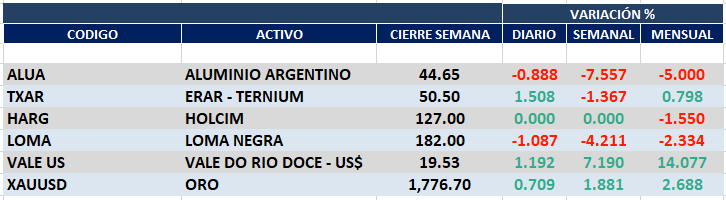 VARIACIÓN %
CODIGO ACTIVO CIERRE SEMANA DIARIO SEMANAL MENSUAL
ALUA ALUMINIO ARGENTINO 44.65 -0.888 -7.557 -5.000
TXAR ERAR - TERNIUM 50.50 1.508 -1.367 0.798
HARG HOLCIM 127.00 0.000 0.000 -1.550
LOMA LOMA NEGRA 182.00 -1.087 -4.211 -2.334
VALE US VALE DO RIO DOCE - US$ 19.53 1.192 7.190 14.077
XAUUSD ORO 1,776.70 0.709 1.881 2.688